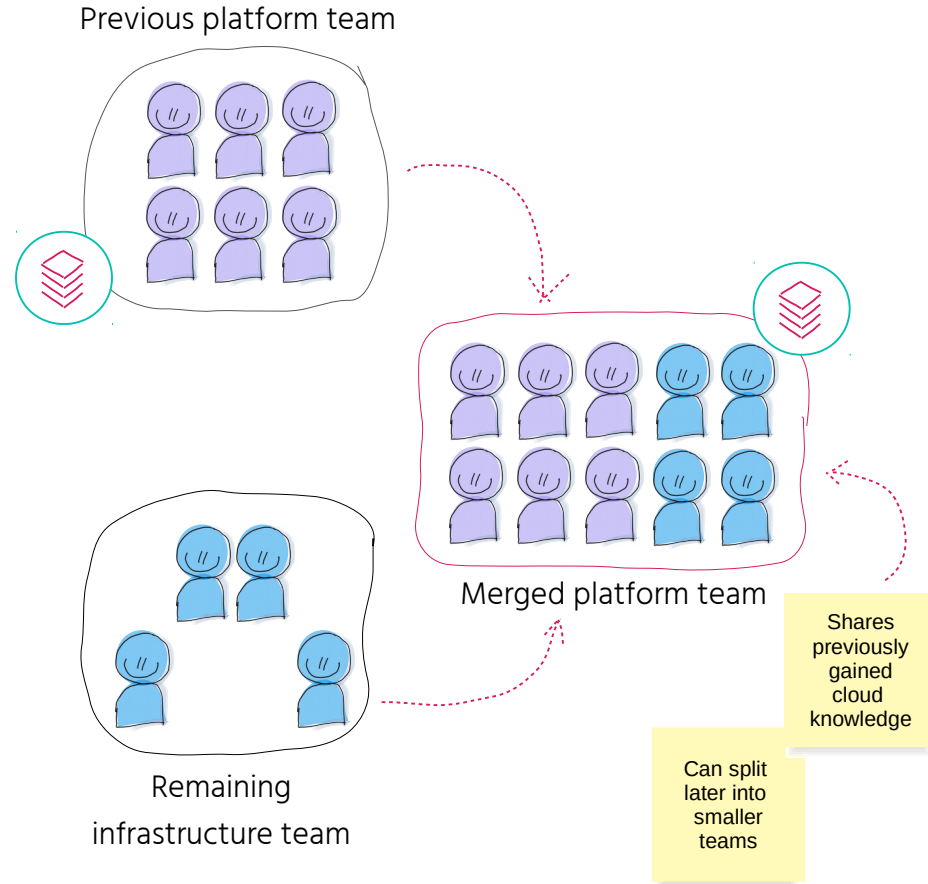 Previous platform team
Merged platform team
Shares
previously
gained
cloud
knowledge
Can split
later into
smaller
teams
Remaining
infrastructure team